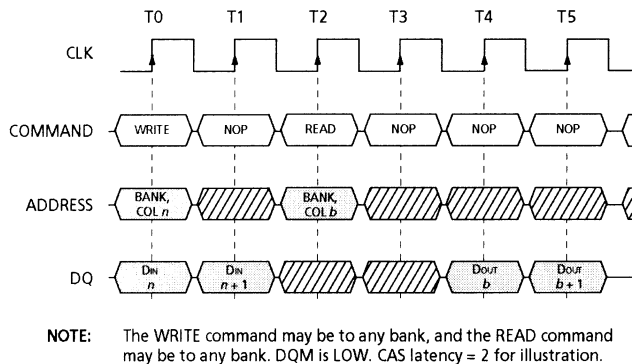 T0 T1 T2 T3 T4 T5
CLK
COMMAND WRITE NOP READ NOP NOP NOP
ADDRESS BANK, COL n BANK, COL b
DQ DIN n DIN n + 1 DOUT b DOUT b + 1
NOTE: The WRITE command may be to any bank, and the READ command
may be to any bank. DQM is LOW. CAS latency = 2 for illustration.